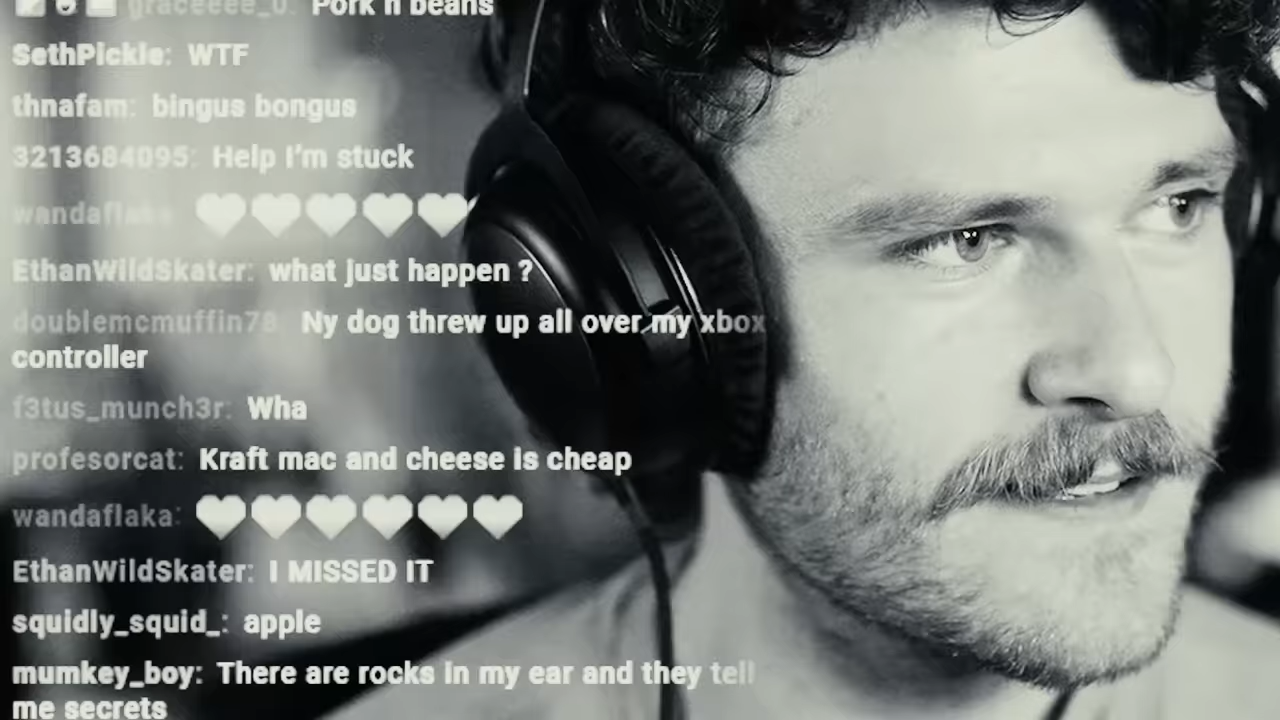 graceeee_0: Pork n beans
SethPickle: WTF
thnafam: bingus bongus
3213684095: Help I'm stuck
wandaflaka:
EthanWildSkater: what just happen ?
doublemcmuffin78: Ny dog threw up all over my xbox
controller
f3tus_munch3r: Wha
profesorcat: Kraft mac and cheese is cheap
wandaflaka:
EthanWildSkater: I MISSED IT
squidly_squid_: apple
mumkey_boy: There are rocks in my ear and they tell
me secrets